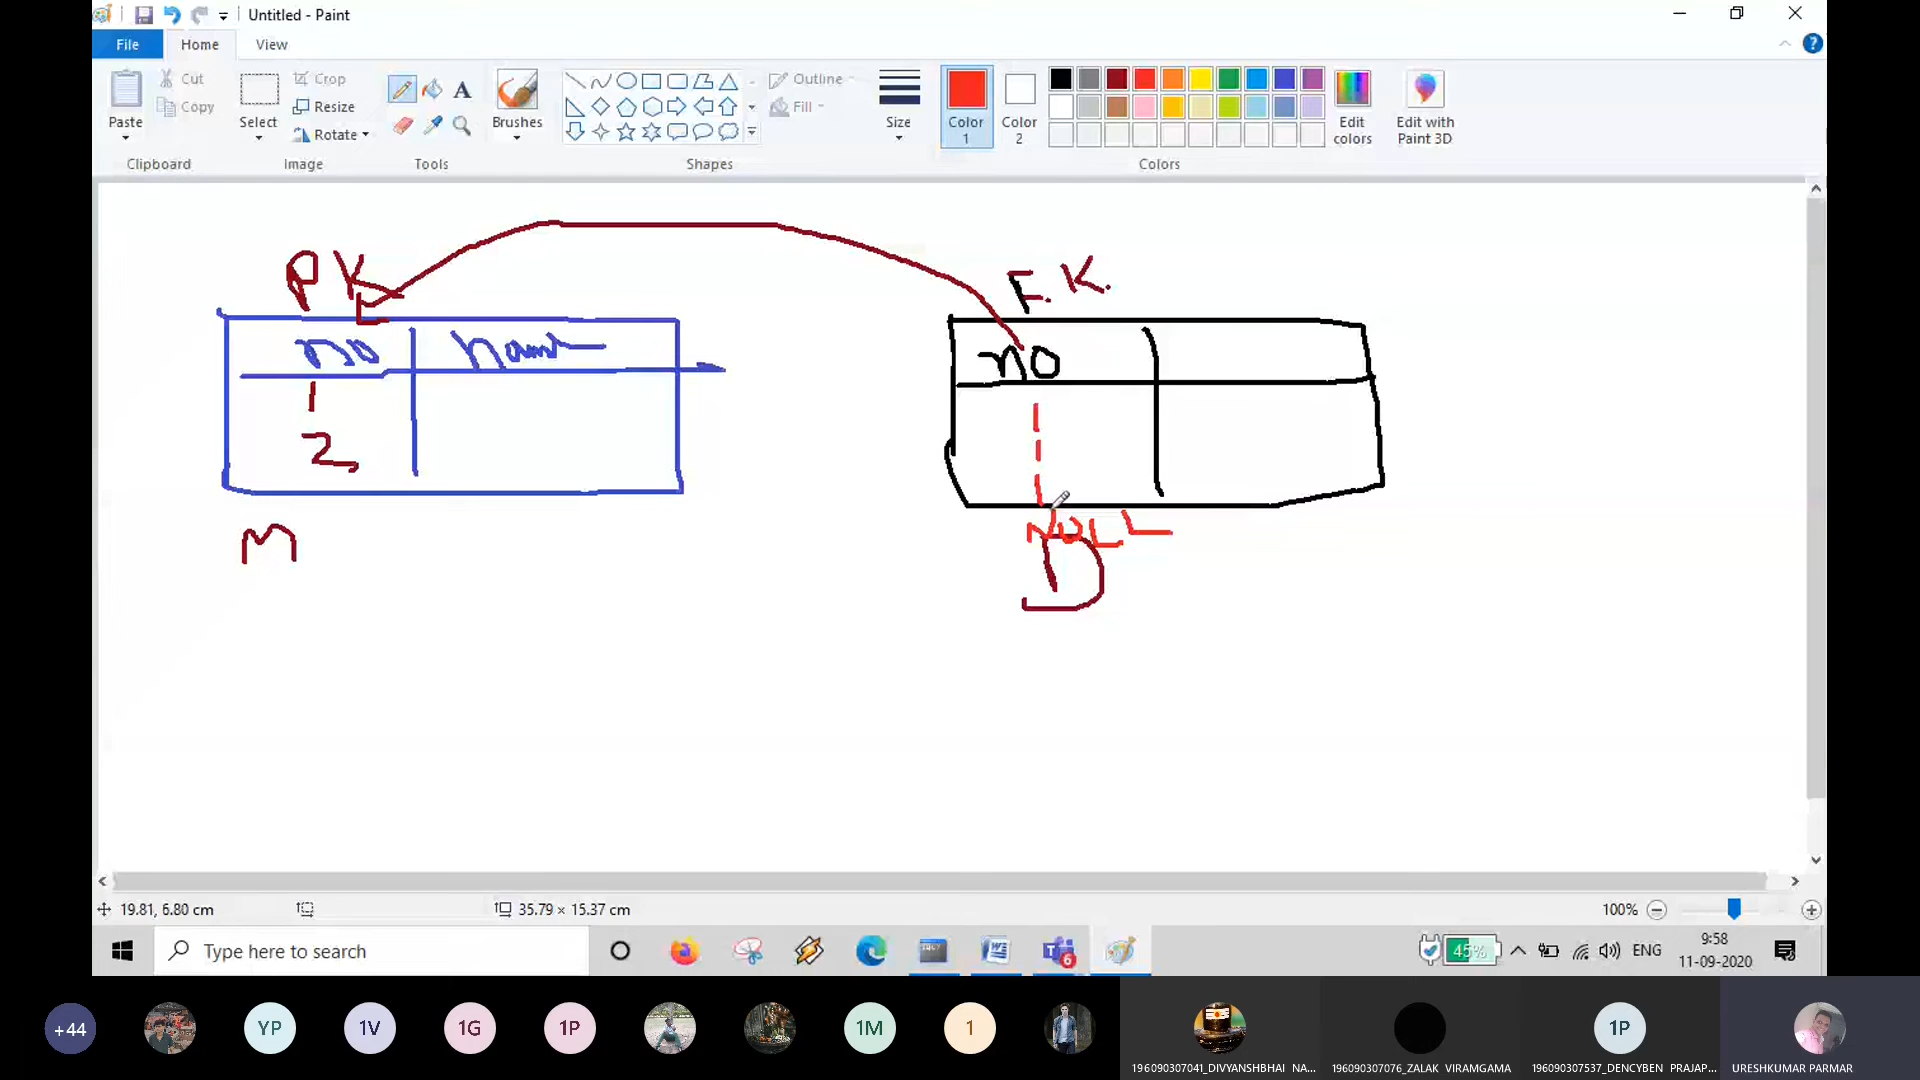 Untitled - Paint
File Home View
Paste Cut Copy Select Crop Resize Rotate Brushes Outline Fill Size Color 1 Color 2 Edit colors Edit with Paint 3D
Clipboard Image Tools Shapes Colors
PK F.K.
no name no
1
2
NULL
M D
19.81, 6.80 cm 35.79 × 15.37 cm 100%
Type here to search 45% ENG 9:58
11-09-2020
+44 YP 1V 1G 1P 1M 1 1P
196090307041_DIVYANSHBHAI NA... 196090307076_ZALAK VIRAMGAMA 196090307537_DENCYBEN PRAJAP... URESHKUMAR PARMAR